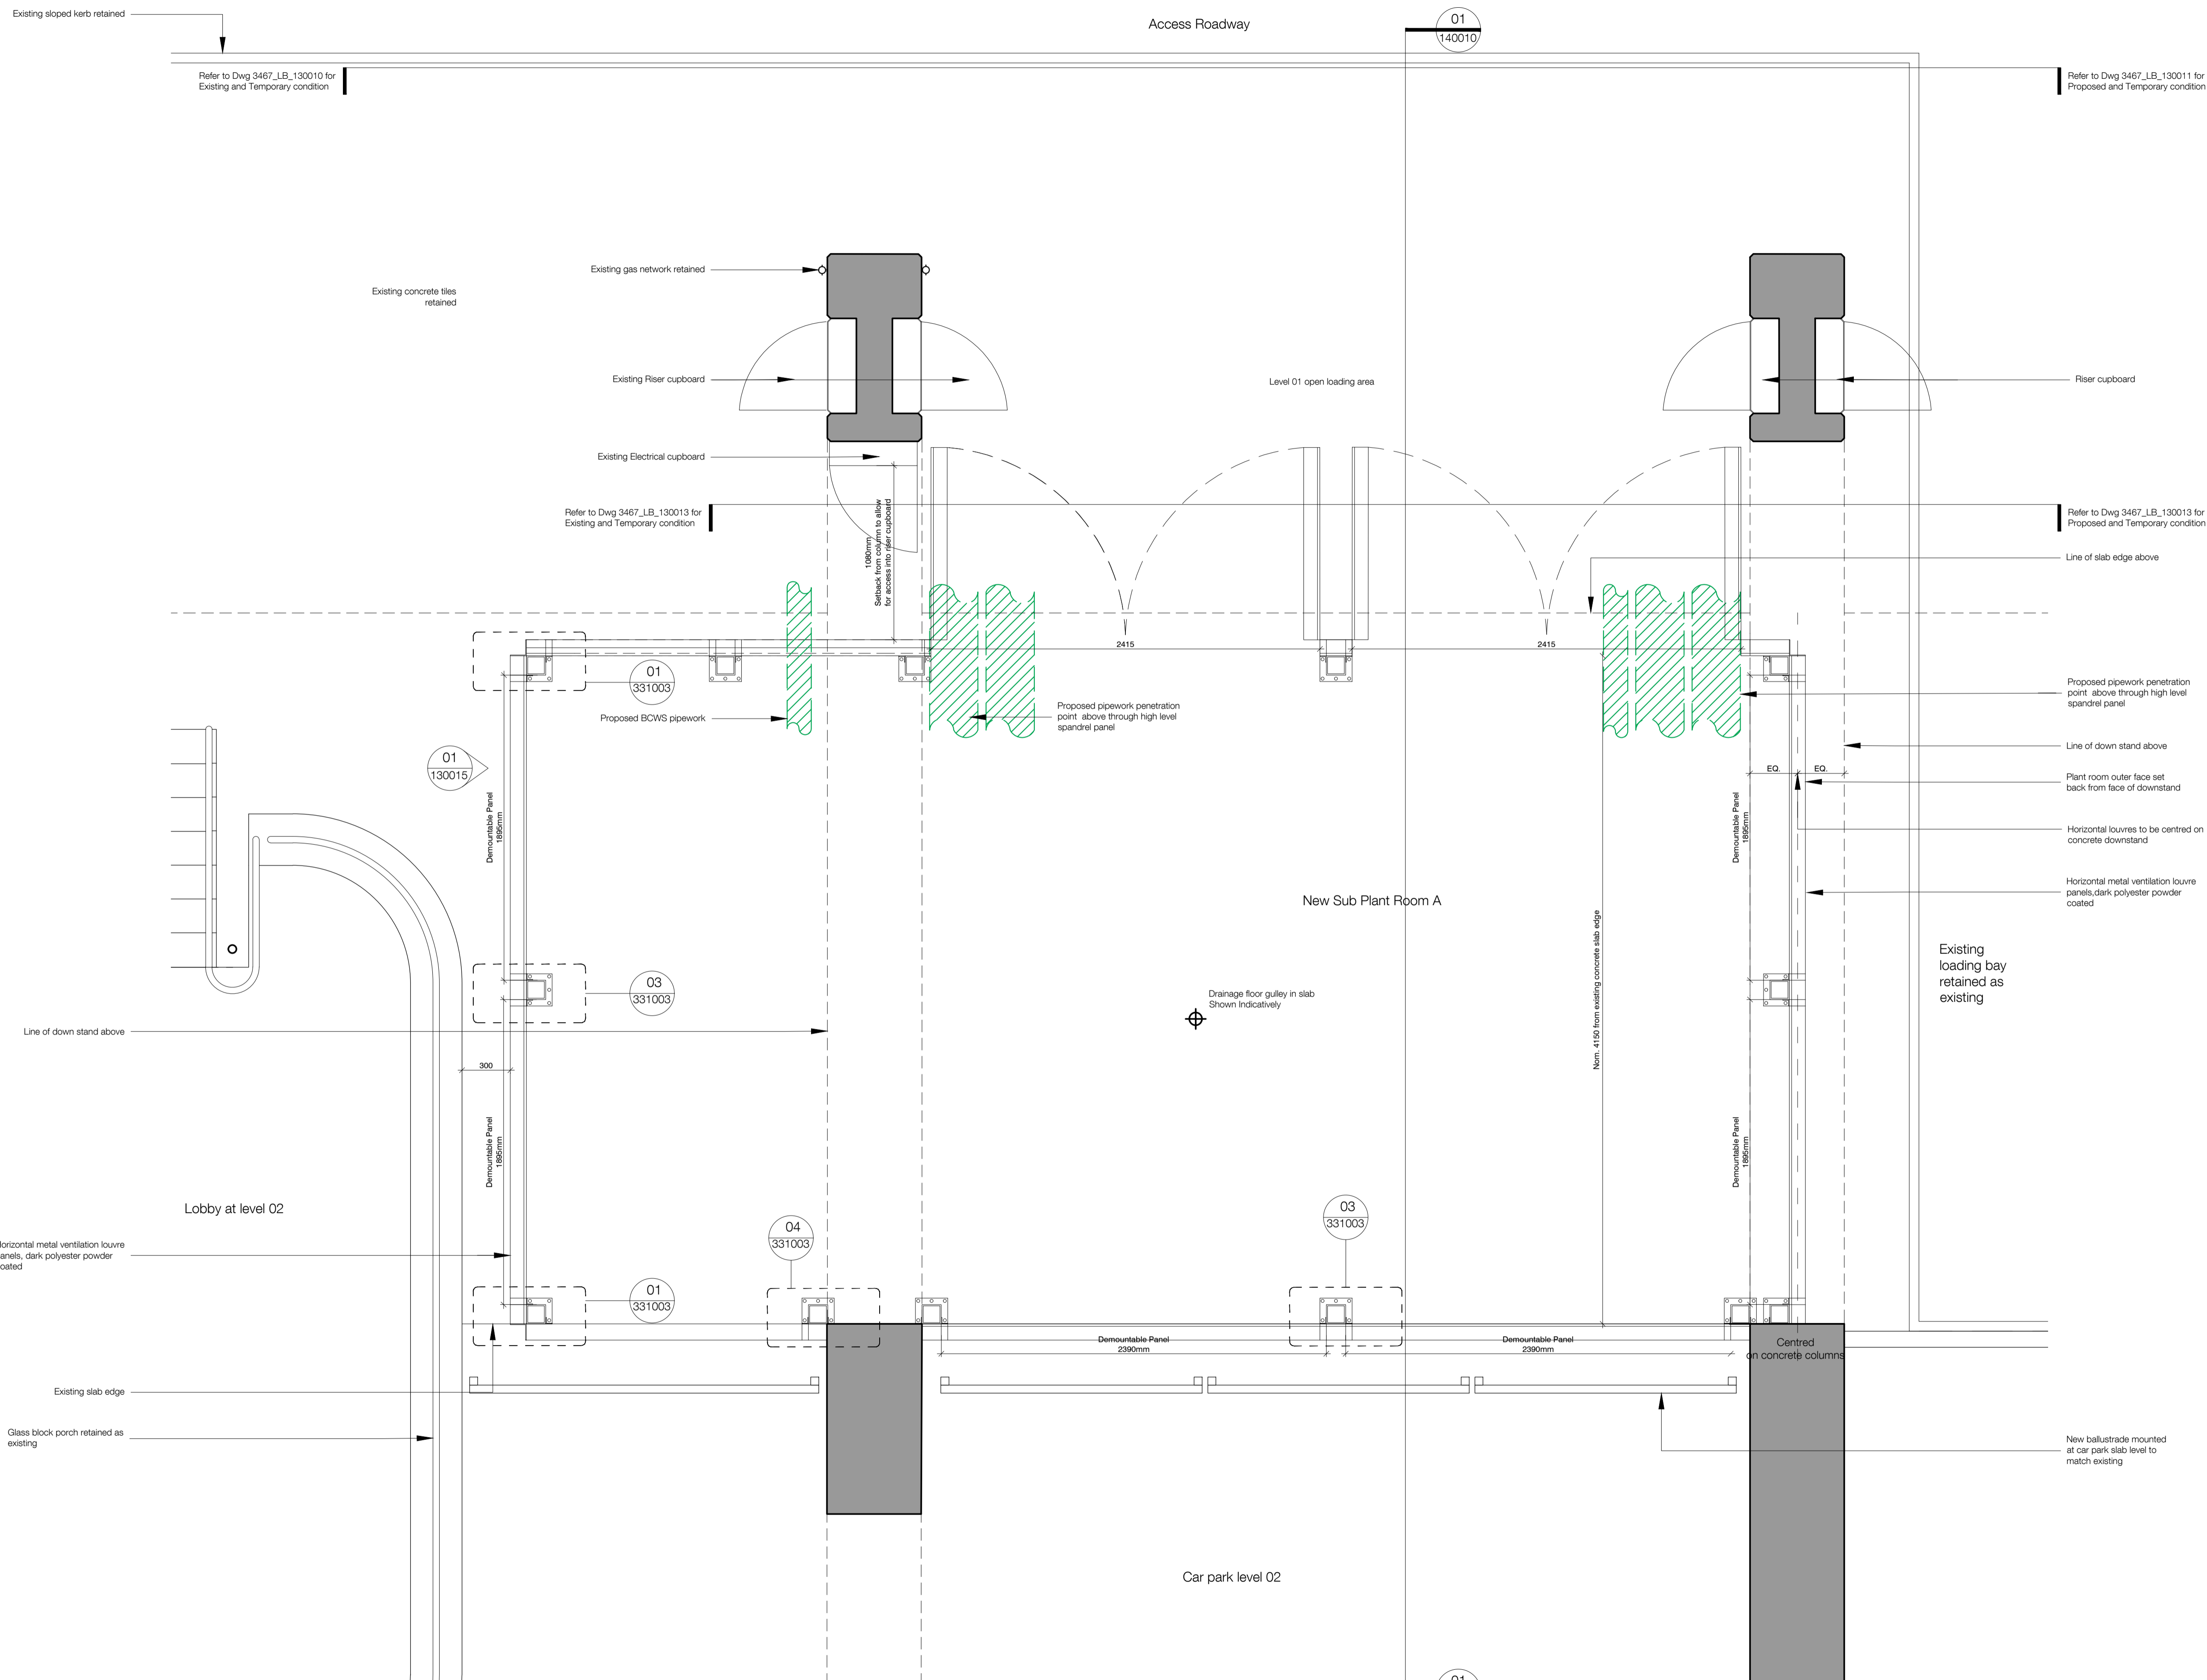 Existing sloped kerb retained
Access Roadway
01
140010
Refer to Dwg 3467_LB_130010 for
Existing and Temporary condition
Refer to Dwg 3467_LB_130011 for
Proposed and Temporary condition
Existing gas network retained
Existing concrete tiles
retained
Existing Riser cupboard
Level 01 open loading area
Riser cupboard
Existing Electrical cupboard
Refer to Dwg 3467_LB_130013 for
Existing and Temporary condition
1080mm
Setback from column to allow
for access into riser cupboard
Refer to Dwg 3467_LB_130013 for
Proposed and Temporary condition
Line of slab edge above
2415
2415
01
331003
Proposed BCWS pipework
Proposed pipework penetration
point above through high level
spandrel panel
Proposed pipework penetration
point above through high level
spandrel panel
Line of down stand above
01
130015
EQ.
EQ.
Plant room outer face set
back from face of downstand
Demountable Panel
1895mm
Demountable Panel
1895mm
Horizontal louvres to be centred on
concrete downstand
New Sub Plant Room A
Horizontal metal ventilation louvre
panels,dark polyester powder
coated
Nom. 4150 from existing concrete slab edge
Existing
loading bay
retained as
existing
03
331003
Drainage floor gulley in slab
Shown Indicatively
Line of down stand above
300
Demountable Panel
1895mm
Demountable Panel
1895mm
Lobby at level 02
04
331003
03
331003
orizontal metal ventilation louvre
anels, dark polyester powder
oated
01
331003
Demountable Panel
2390mm
Demountable Panel
2390mm
Centred
on concrete columns
Existing slab edge
Glass block porch retained as
existing
New ballustrade mounted
at car park slab level to
match existing
Car park level 02
01